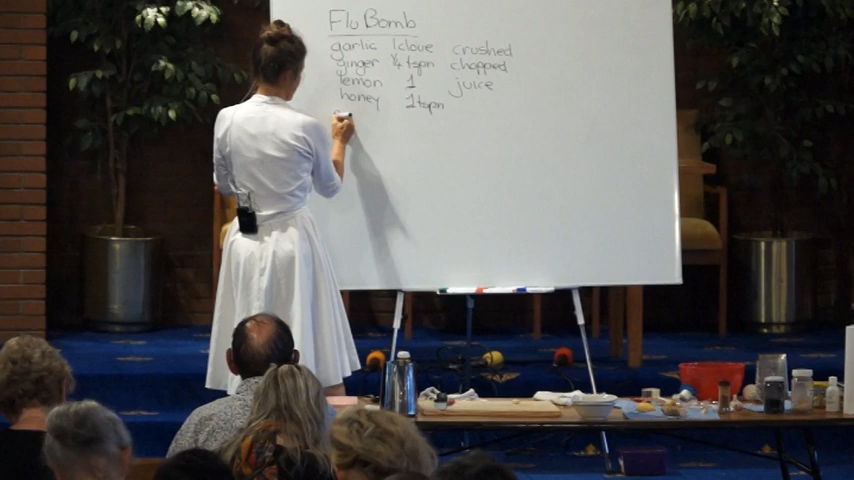 Flu Bomb
garlic 1 clove crushed
ginger 1/4 tspn chopped
lemon 1 juice
honey 1 tspn